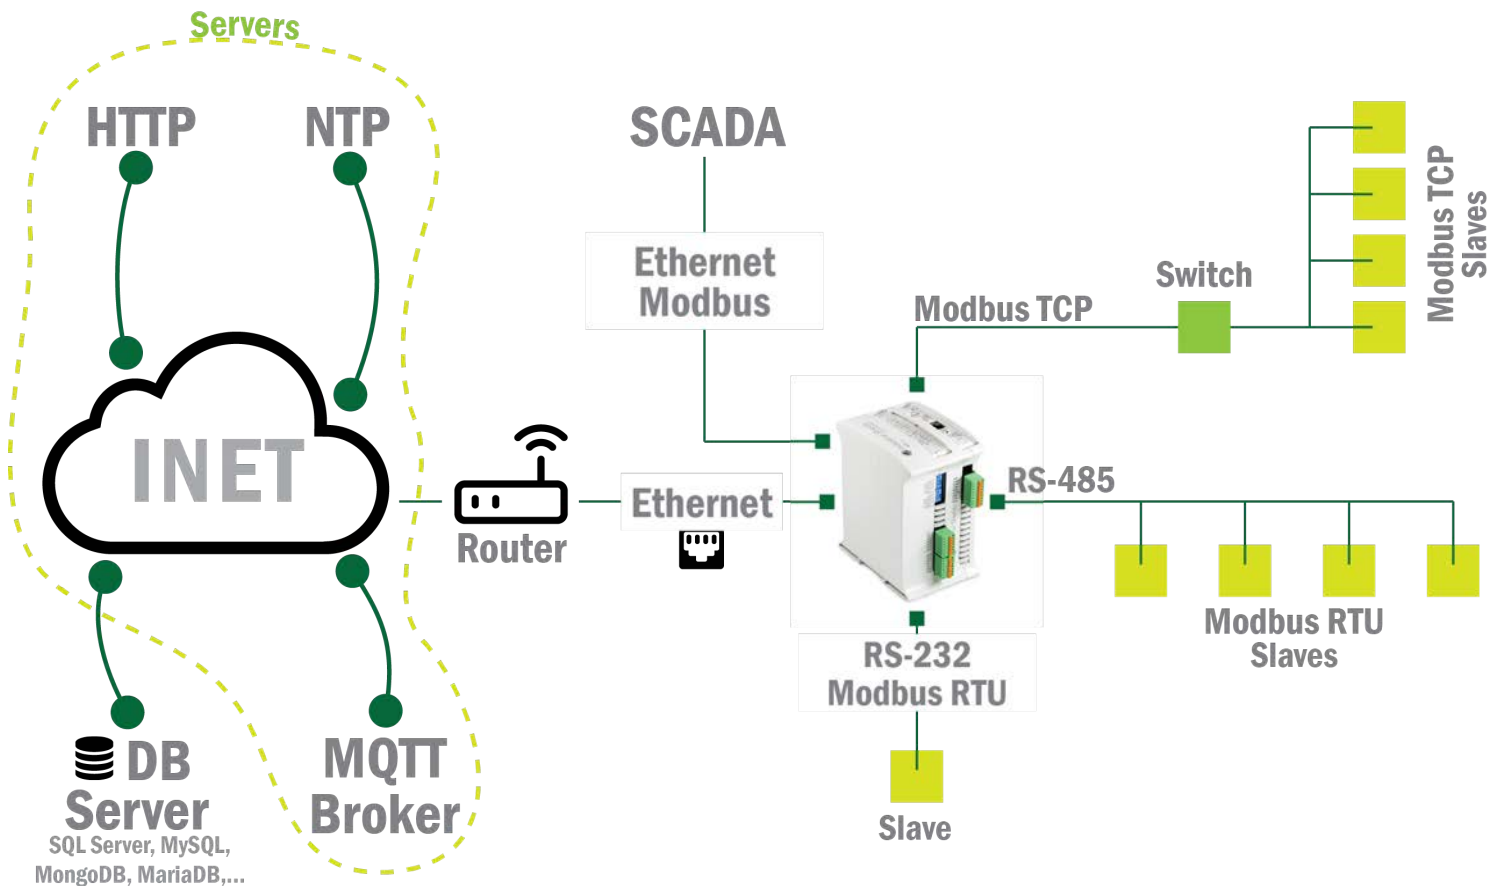 Servers
HTTP
NTP
SCADA
Ethernet
Modbus
Modbus TCP
Switch
Modbus TCP
Slaves
INET
Router
Ethernet
RS-485
Modbus RTU
Slaves
RS-232
Modbus RTU
Slave
DB
Server
SQL Server, MySQL,
MongoDB, MariaDB,...
MQTT
Broker